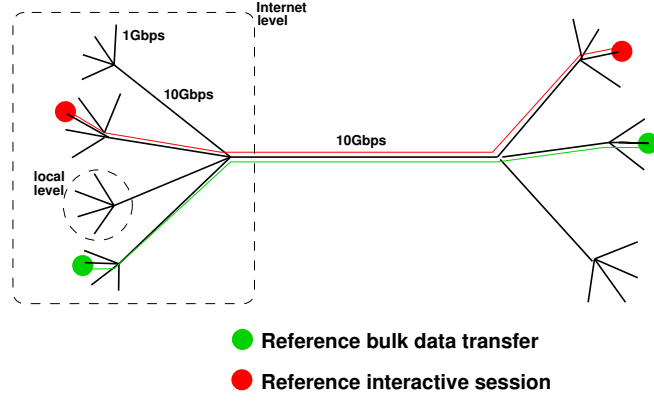 Internet
level
1Gbps
10Gbps
10Gbps
local
level
Reference bulk data transfer
Reference interactive session